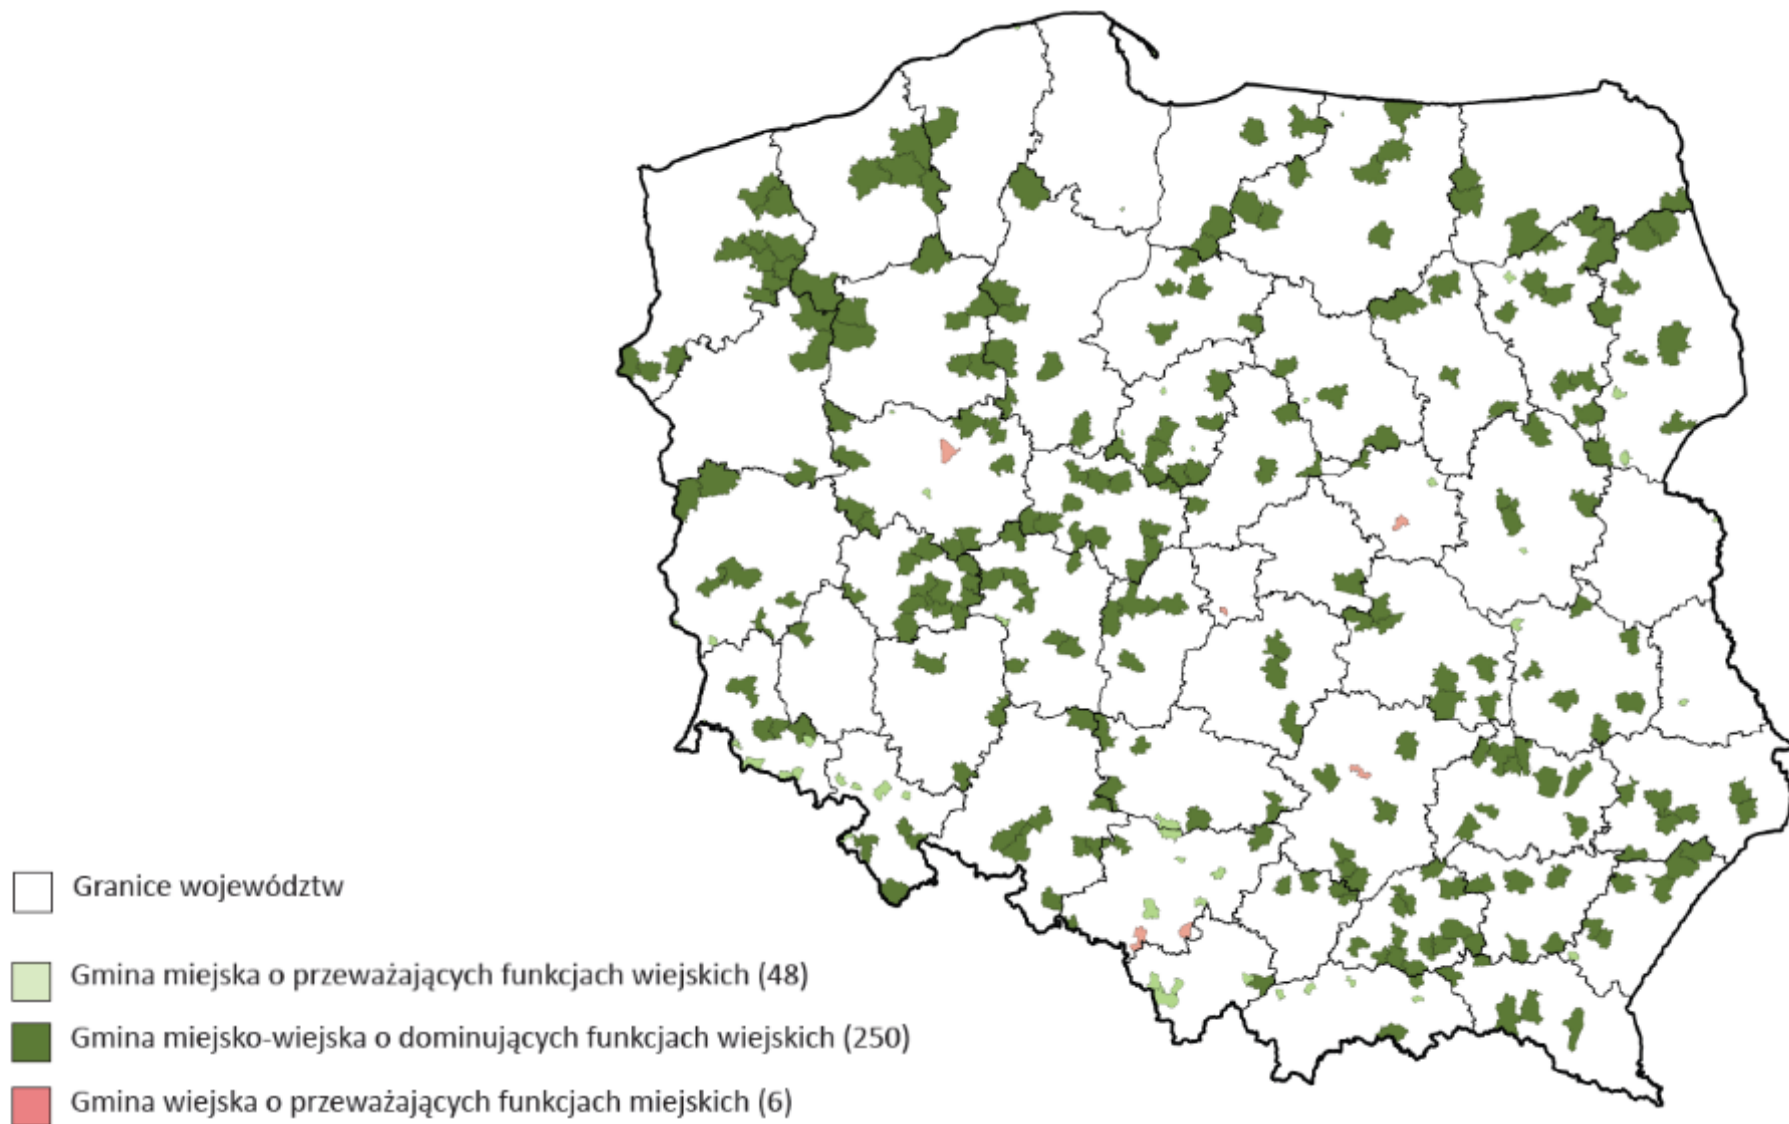 Granice województw
Gmina miejska o przeważających funkcjach wiejskich (48)
Gmina miejsko-wiejska o dominujących funkcjach wiejskich (250)
Gmina wiejska o przeważających funkcjach miejskich (6)